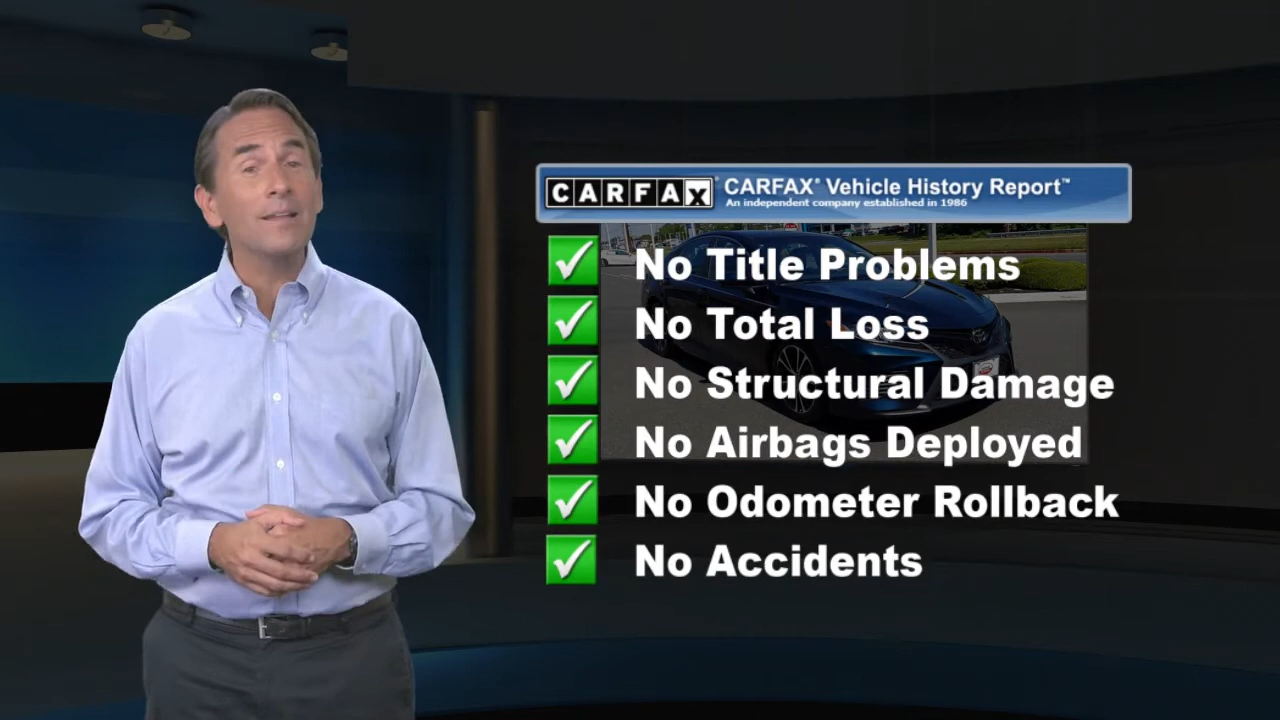 CARFAX® CARFAX® Vehicle History Report™
An independent company established in 1986
No Title Problems
No Total Loss
No Structural Damage
No Airbags Deployed
No Odometer Rollback
No Accidents